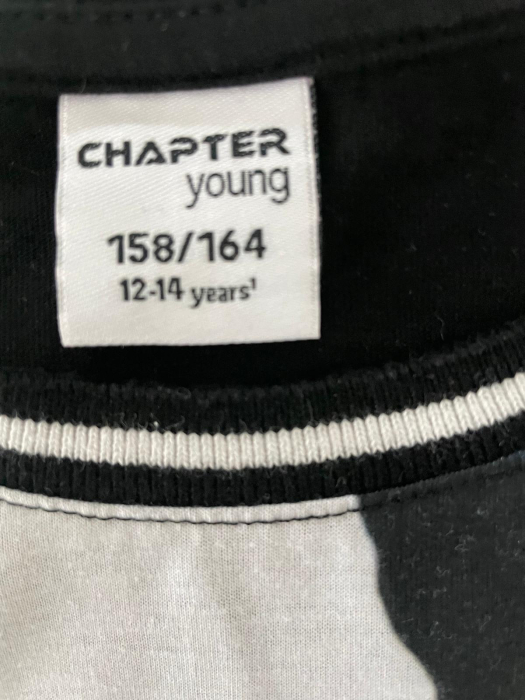 CHAPTER
young
158/164
12-14 years¹